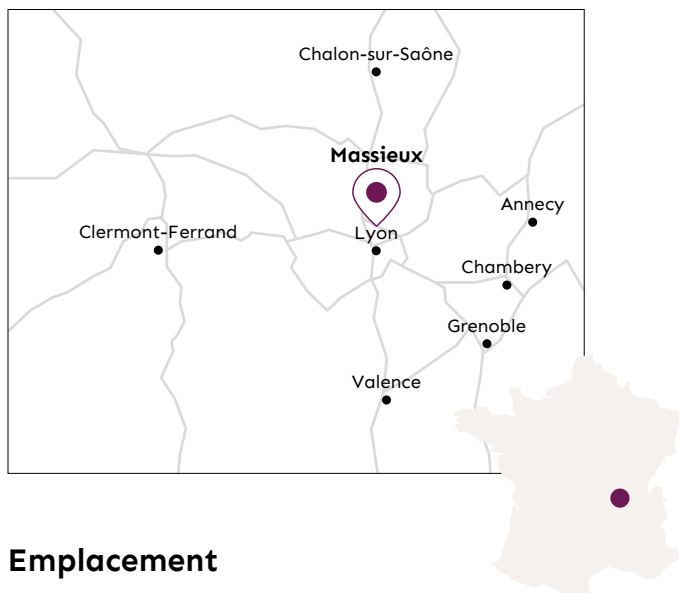 Chalon-sur-Saône
Massieux
Annecy
Clermont-Ferrand
Lyon
Chambery
Grenoble
Valence
Emplacement